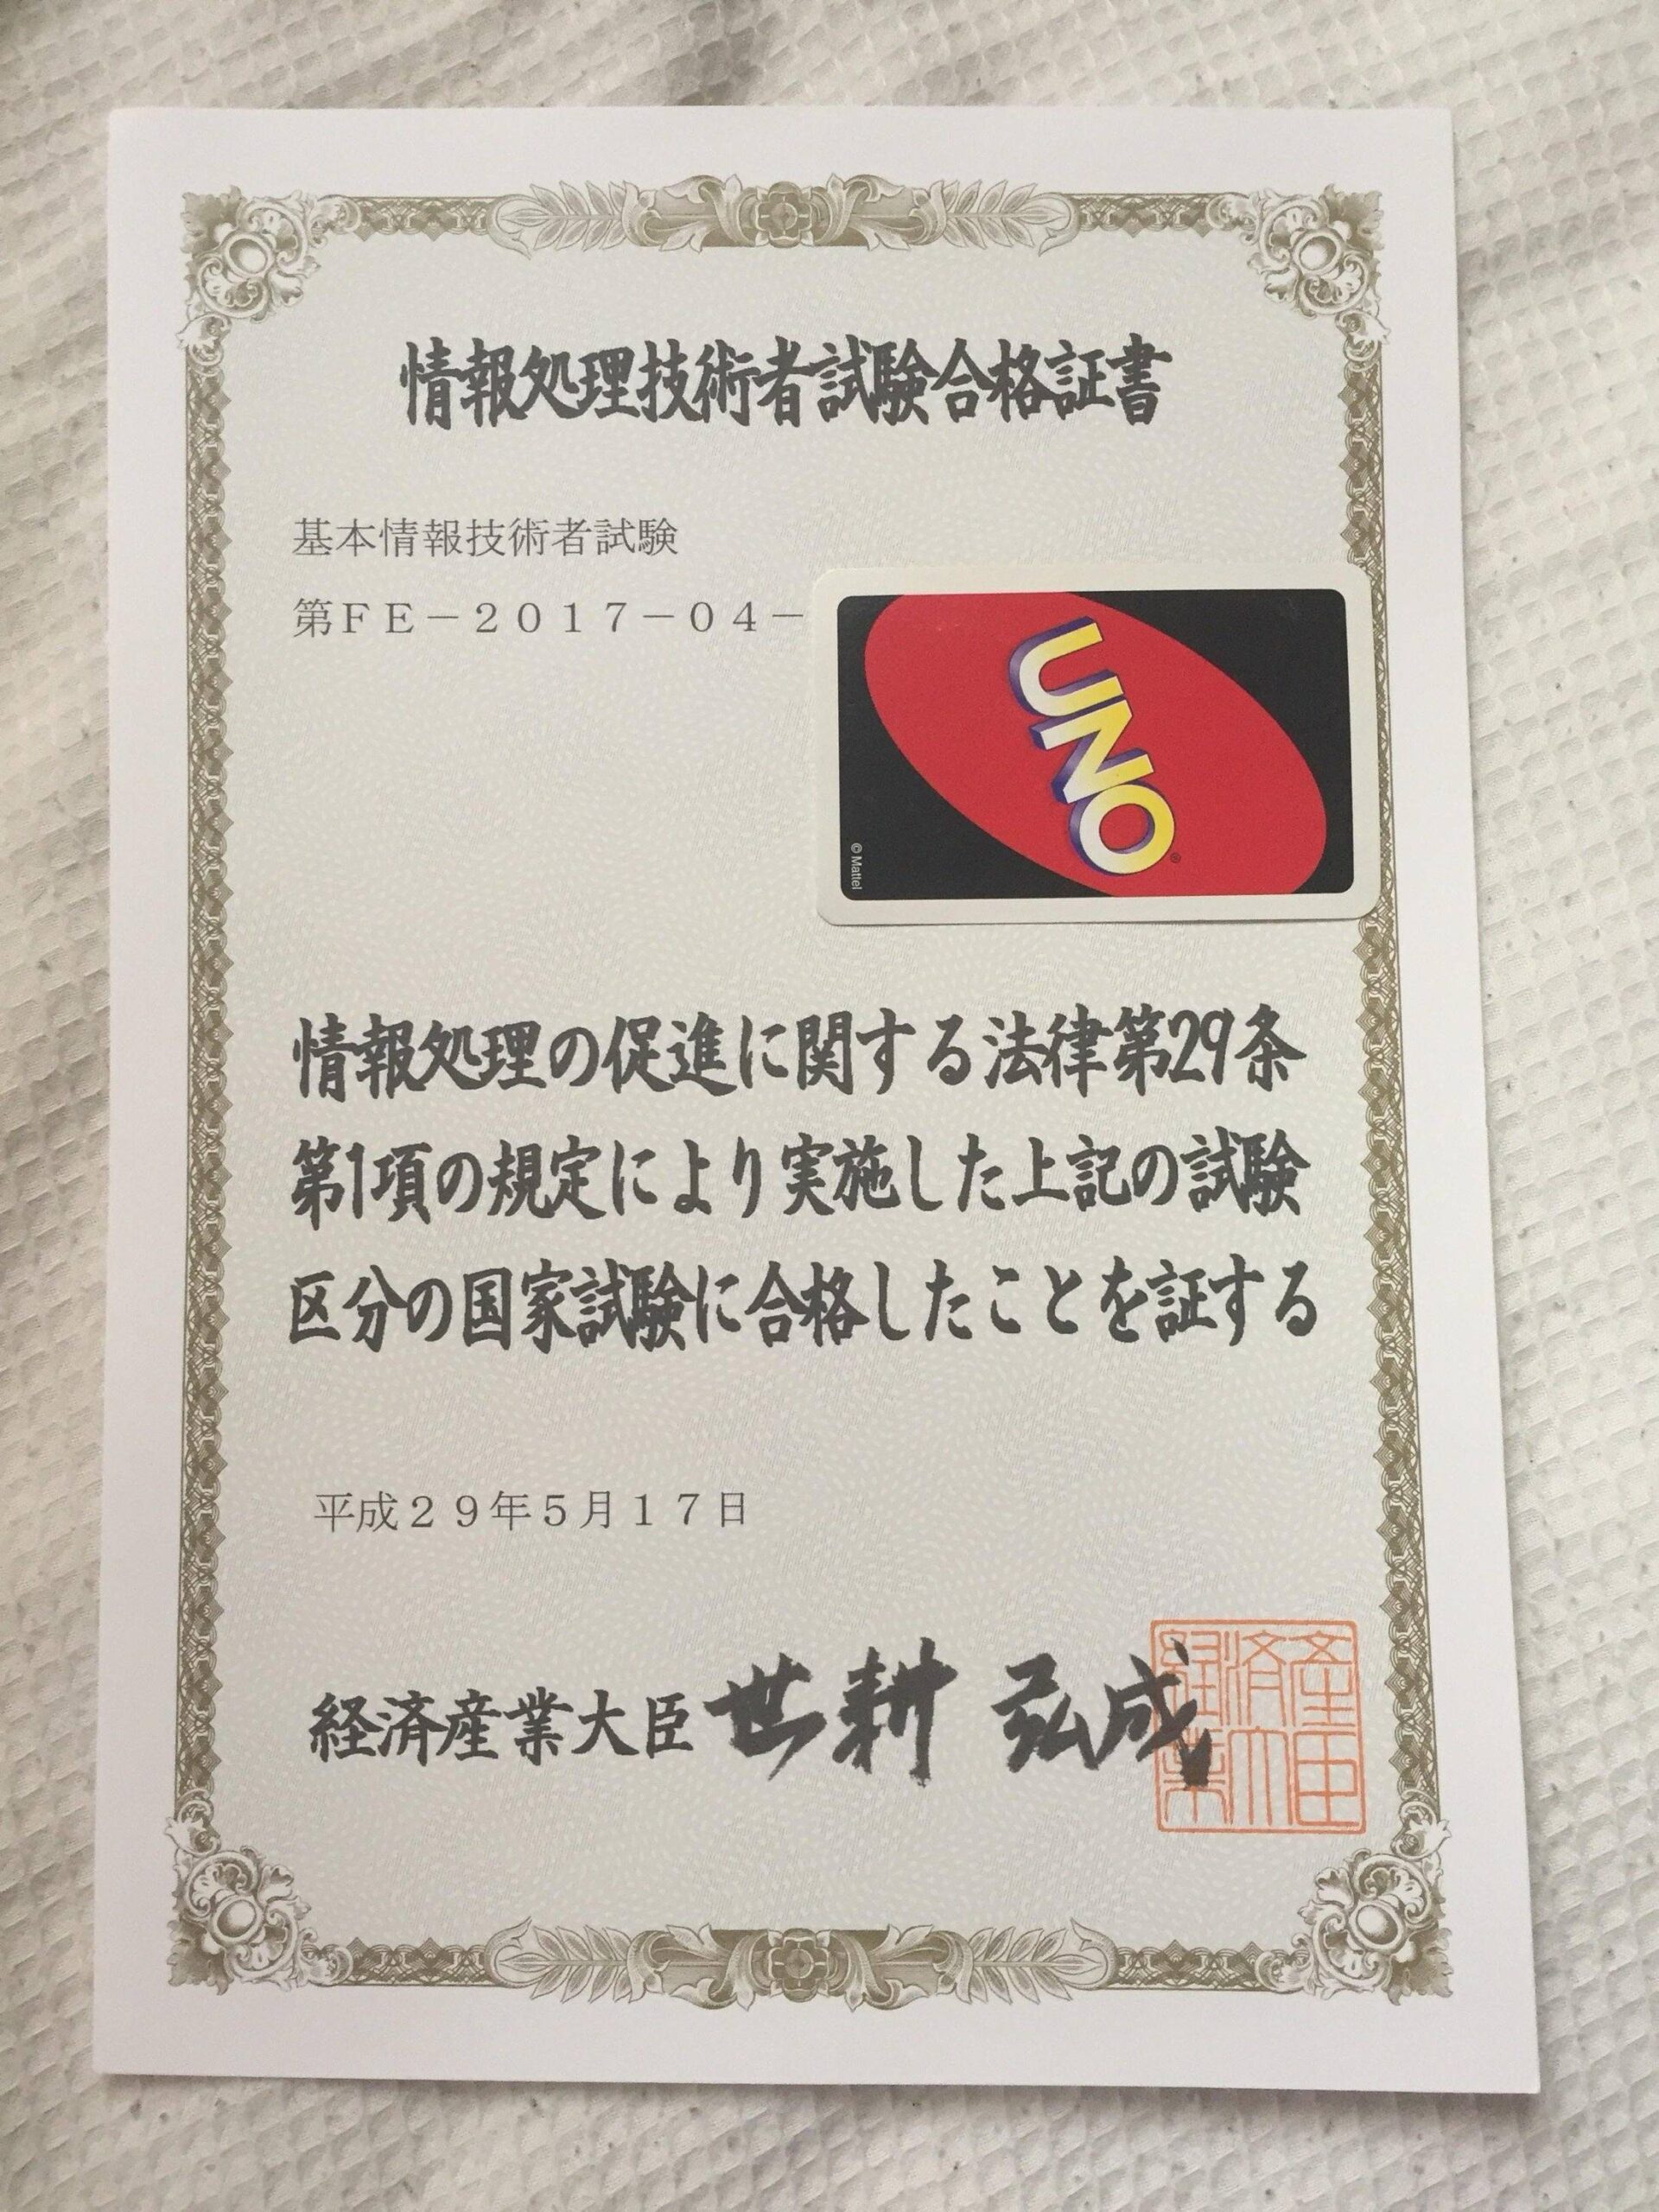 情報処理技術者試験合格証書
基本情報技術者試験
第ＦＥ－２０１７－０４－
UNO
®
© Mattel
情報処理の促進に関する法律第29条
第1項の規定により実施した上記の試験
区分の国家試験に合格したことを証する
平成２９年５月１７日
経済産業大臣 世耕 弘成